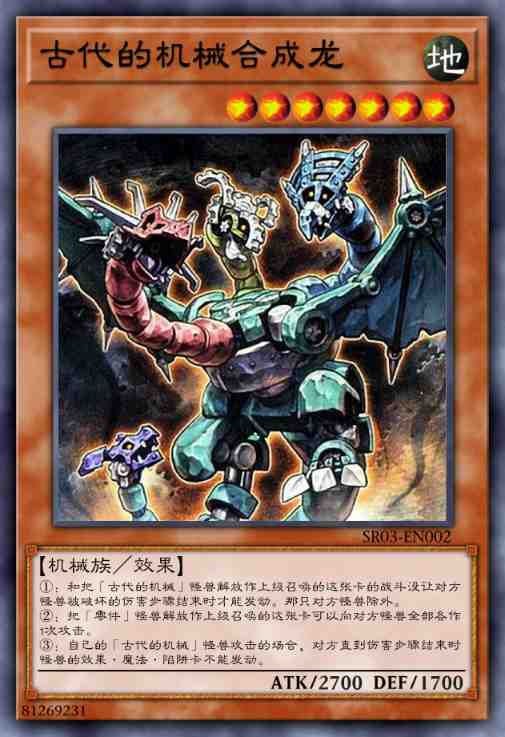 古代的机械合成龙
地
SR03-EN002
【机械族／效果】
①：和把「古代的机械」怪兽解放作上级召唤的这张卡的战斗没让对方
怪兽被破坏的伤害步骤结束时才能发动。那只对方怪兽除外。
②：把「零件」怪兽解放作上级召唤的这张卡可以向对方怪兽全部各作
1次攻击。
③：自己的「古代的机械」怪兽攻击的场合，对方直到伤害步骤结束时
怪兽的效果·魔法·陷阱卡不能发动。
ATK/2700 DEF/1700
81269231